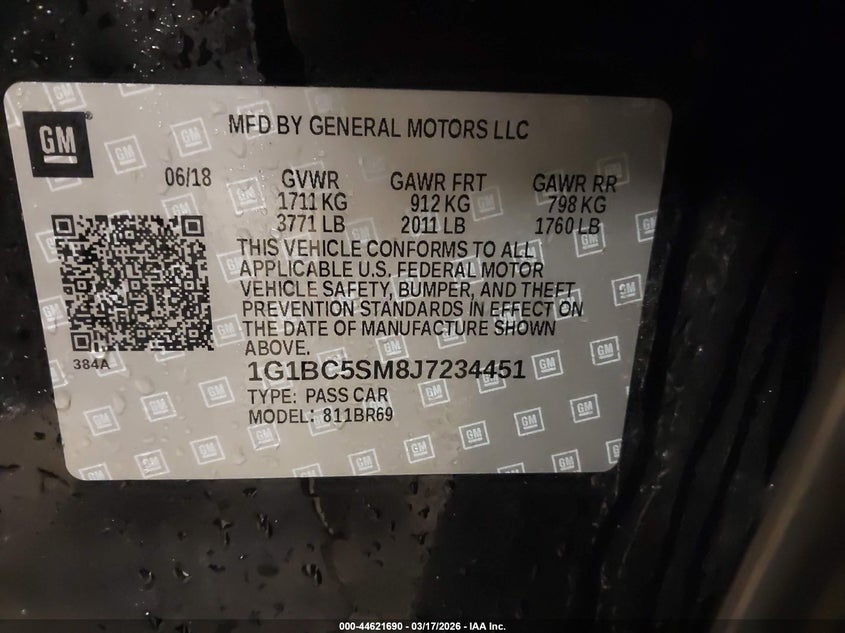 GM
MFD BY GENERAL MOTORS LLC
06/18 GVWR GAWR FRT GAWR RR
1711 KG 912 KG 798 KG
3771 LB 2011 LB 1760 LB
THIS VEHICLE CONFORMS TO ALL
APPLICABLE U.S. FEDERAL MOTOR
VEHICLE SAFETY, BUMPER, AND THEFT
PREVENTION STANDARDS IN EFFECT ON
THE DATE OF MANUFACTURE SHOWN
ABOVE.
384A
1G1BC5SM8J7234451
TYPE: PASS CAR
MODEL: 811BR69
000-44621690 - 03/17/2026 - IAA Inc.